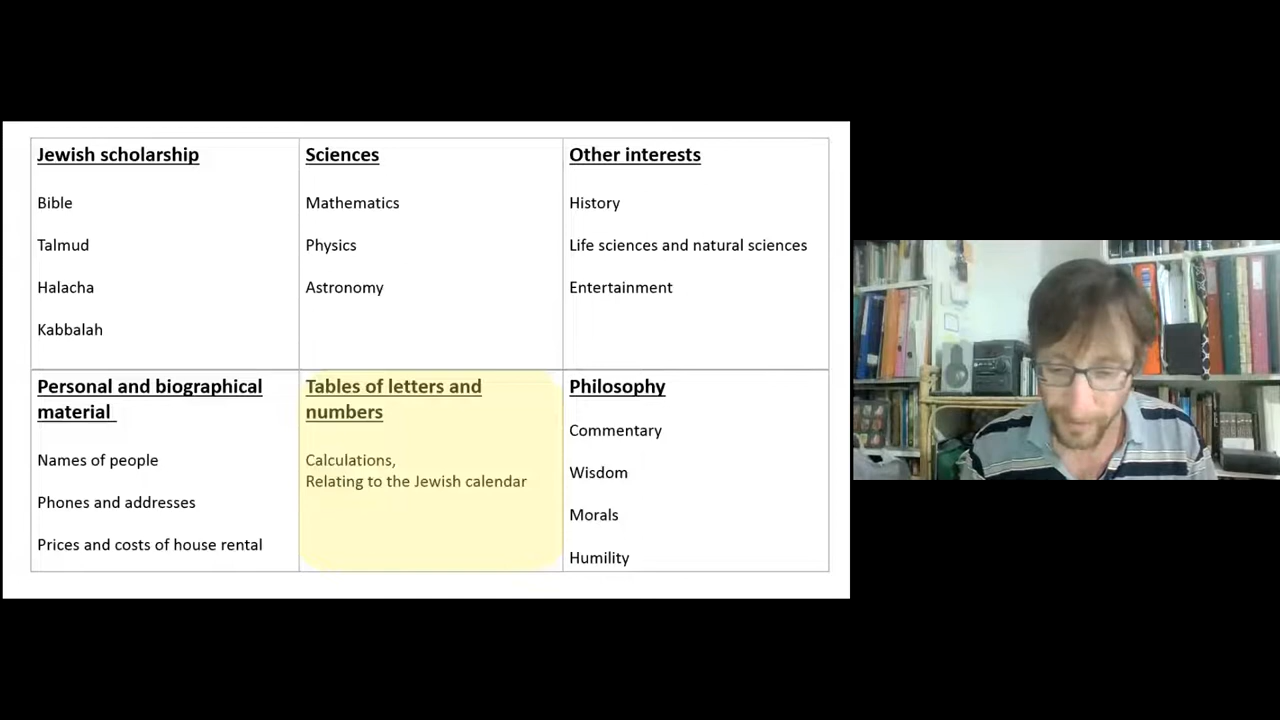 Jewish scholarship
Bible
Talmud
Halacha
Kabbalah
Sciences
Mathematics
Physics
Astronomy
Other interests
History
Life sciences and natural sciences
Entertainment
Personal and biographical
material
Names of people
Phones and addresses
Prices and costs of house rental
Tables of letters and
numbers
Calculations,
Relating to the Jewish calendar
Philosophy
Commentary
Wisdom
Morals
Humility